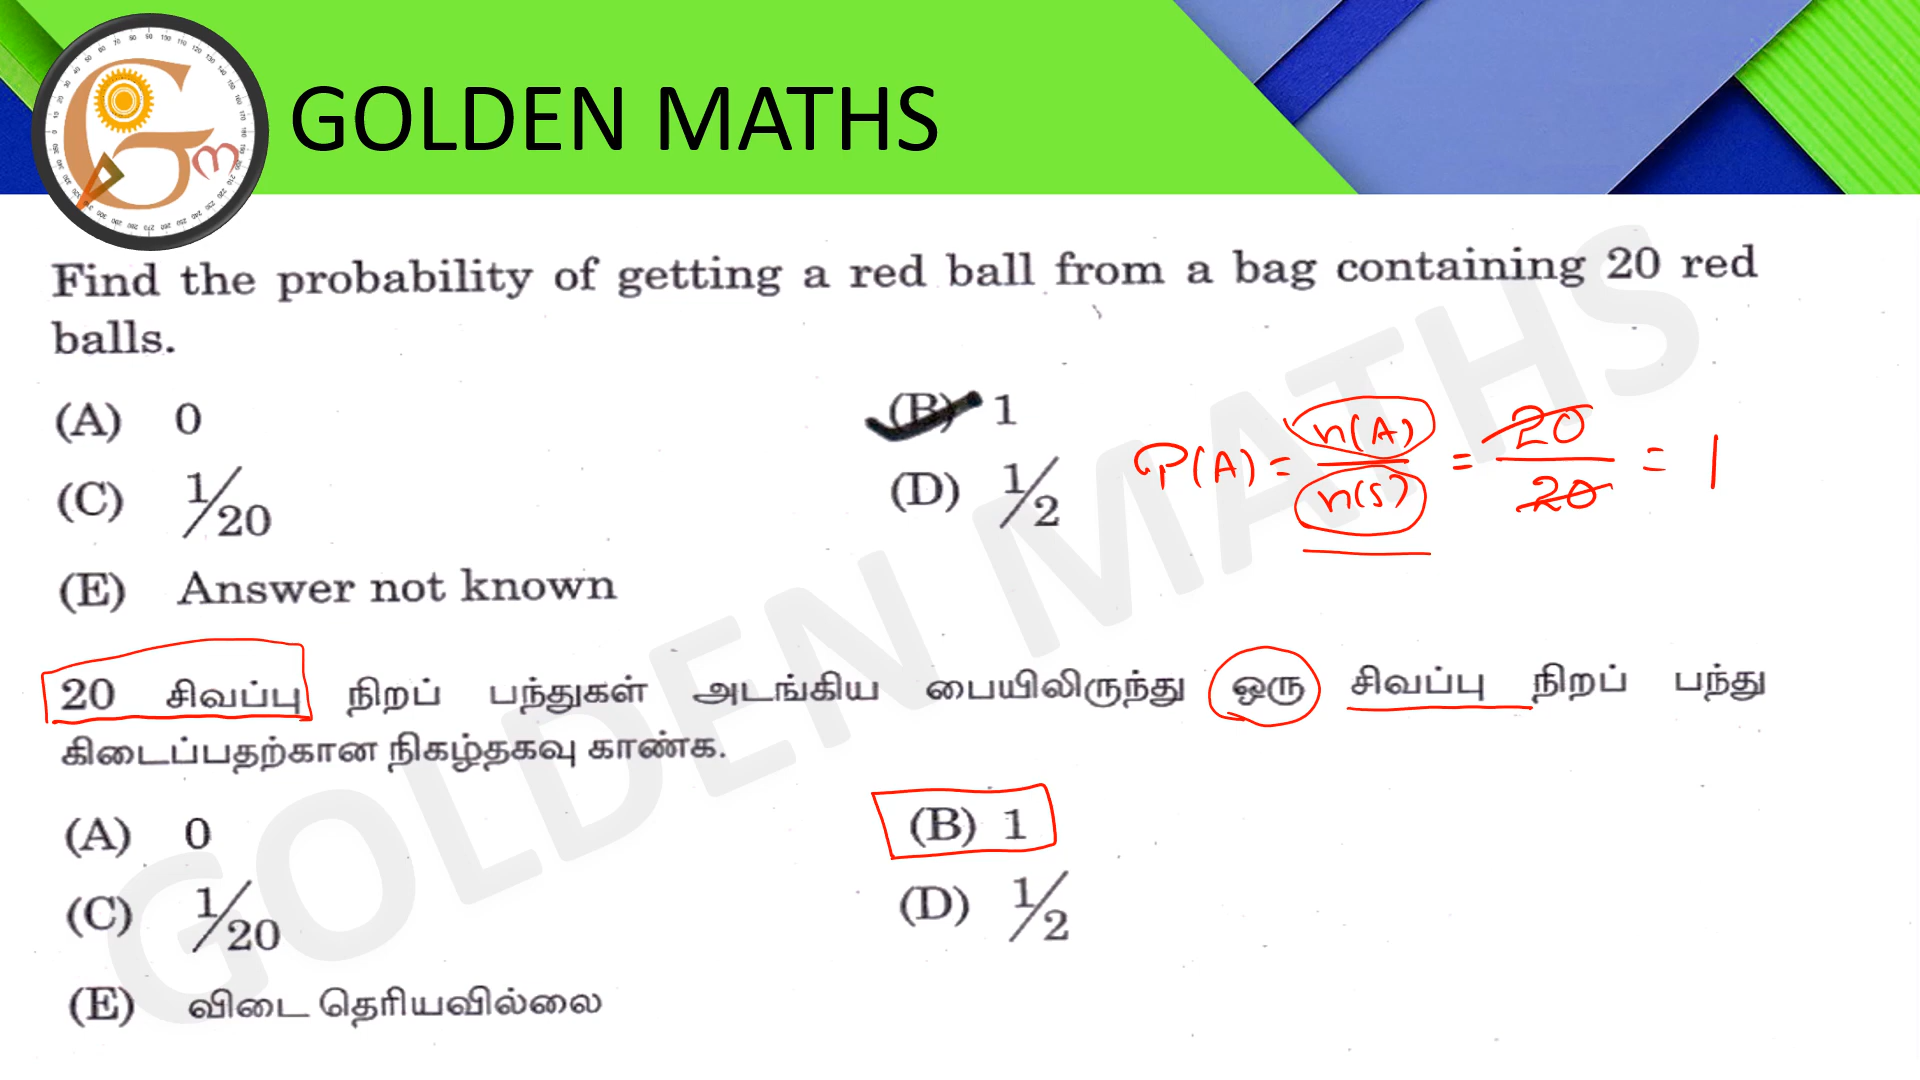 GOLDEN MATHS
Find the probability of getting a red ball from a bag containing 20 red
balls.
(A) 0
(B) 1
(C) 1/20
(D) 1/2
(E) Answer not known
P(A) = n(A)/n(S) = 20/20 = 1
20 சிவப்பு நிறப் பந்துகள் அடங்கிய பையிலிருந்து ஒரு சிவப்பு நிறப் பந்து
கிடைப்பதற்கான நிகழ்தகவு காண்க.
(A) 0
(B) 1
(C) 1/20
(D) 1/2
(E) விடை தெரியவில்லை
GOLDEN MATHS